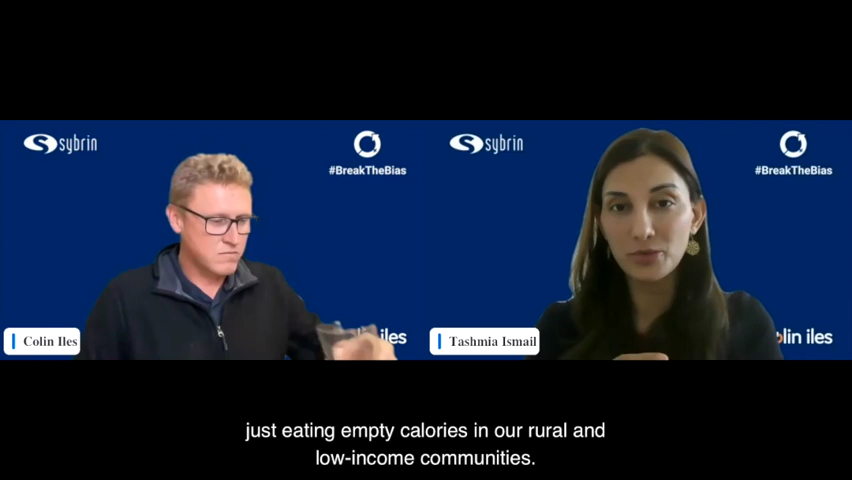 sybrin
#BreakTheBias
sybrin
#BreakTheBias
Colin Iles
iles
Tashmia Ismail
lin iles
just eating empty calories in our rural and
low-income communities.